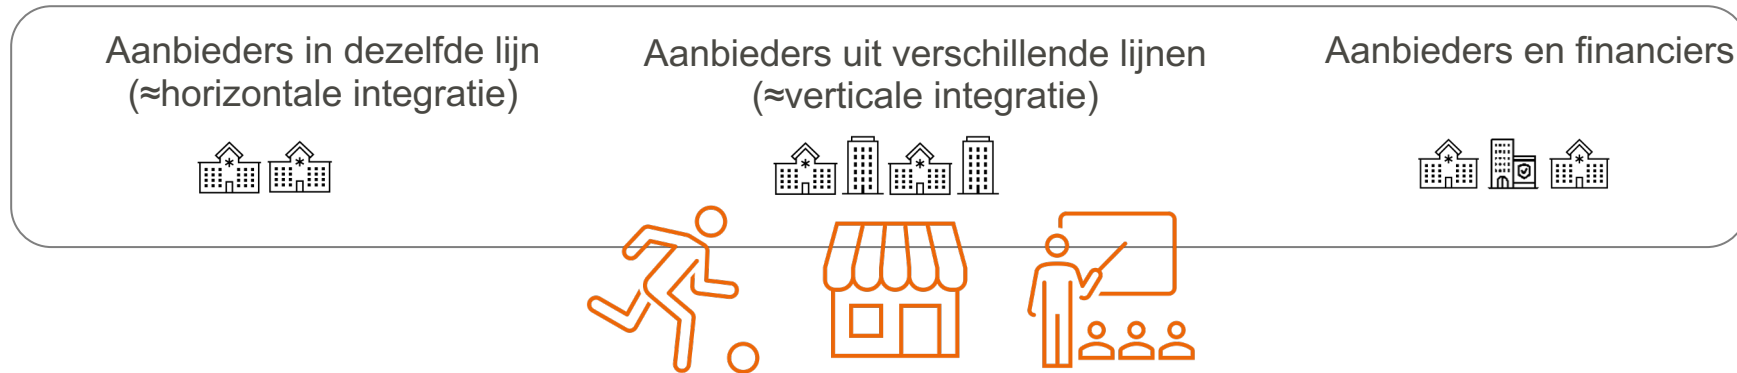 Aanbieders in dezelfde lijn
(≈horizontale integratie)
Aanbieders uit verschillende lijnen
(≈verticale integratie)
Aanbieders en financiers